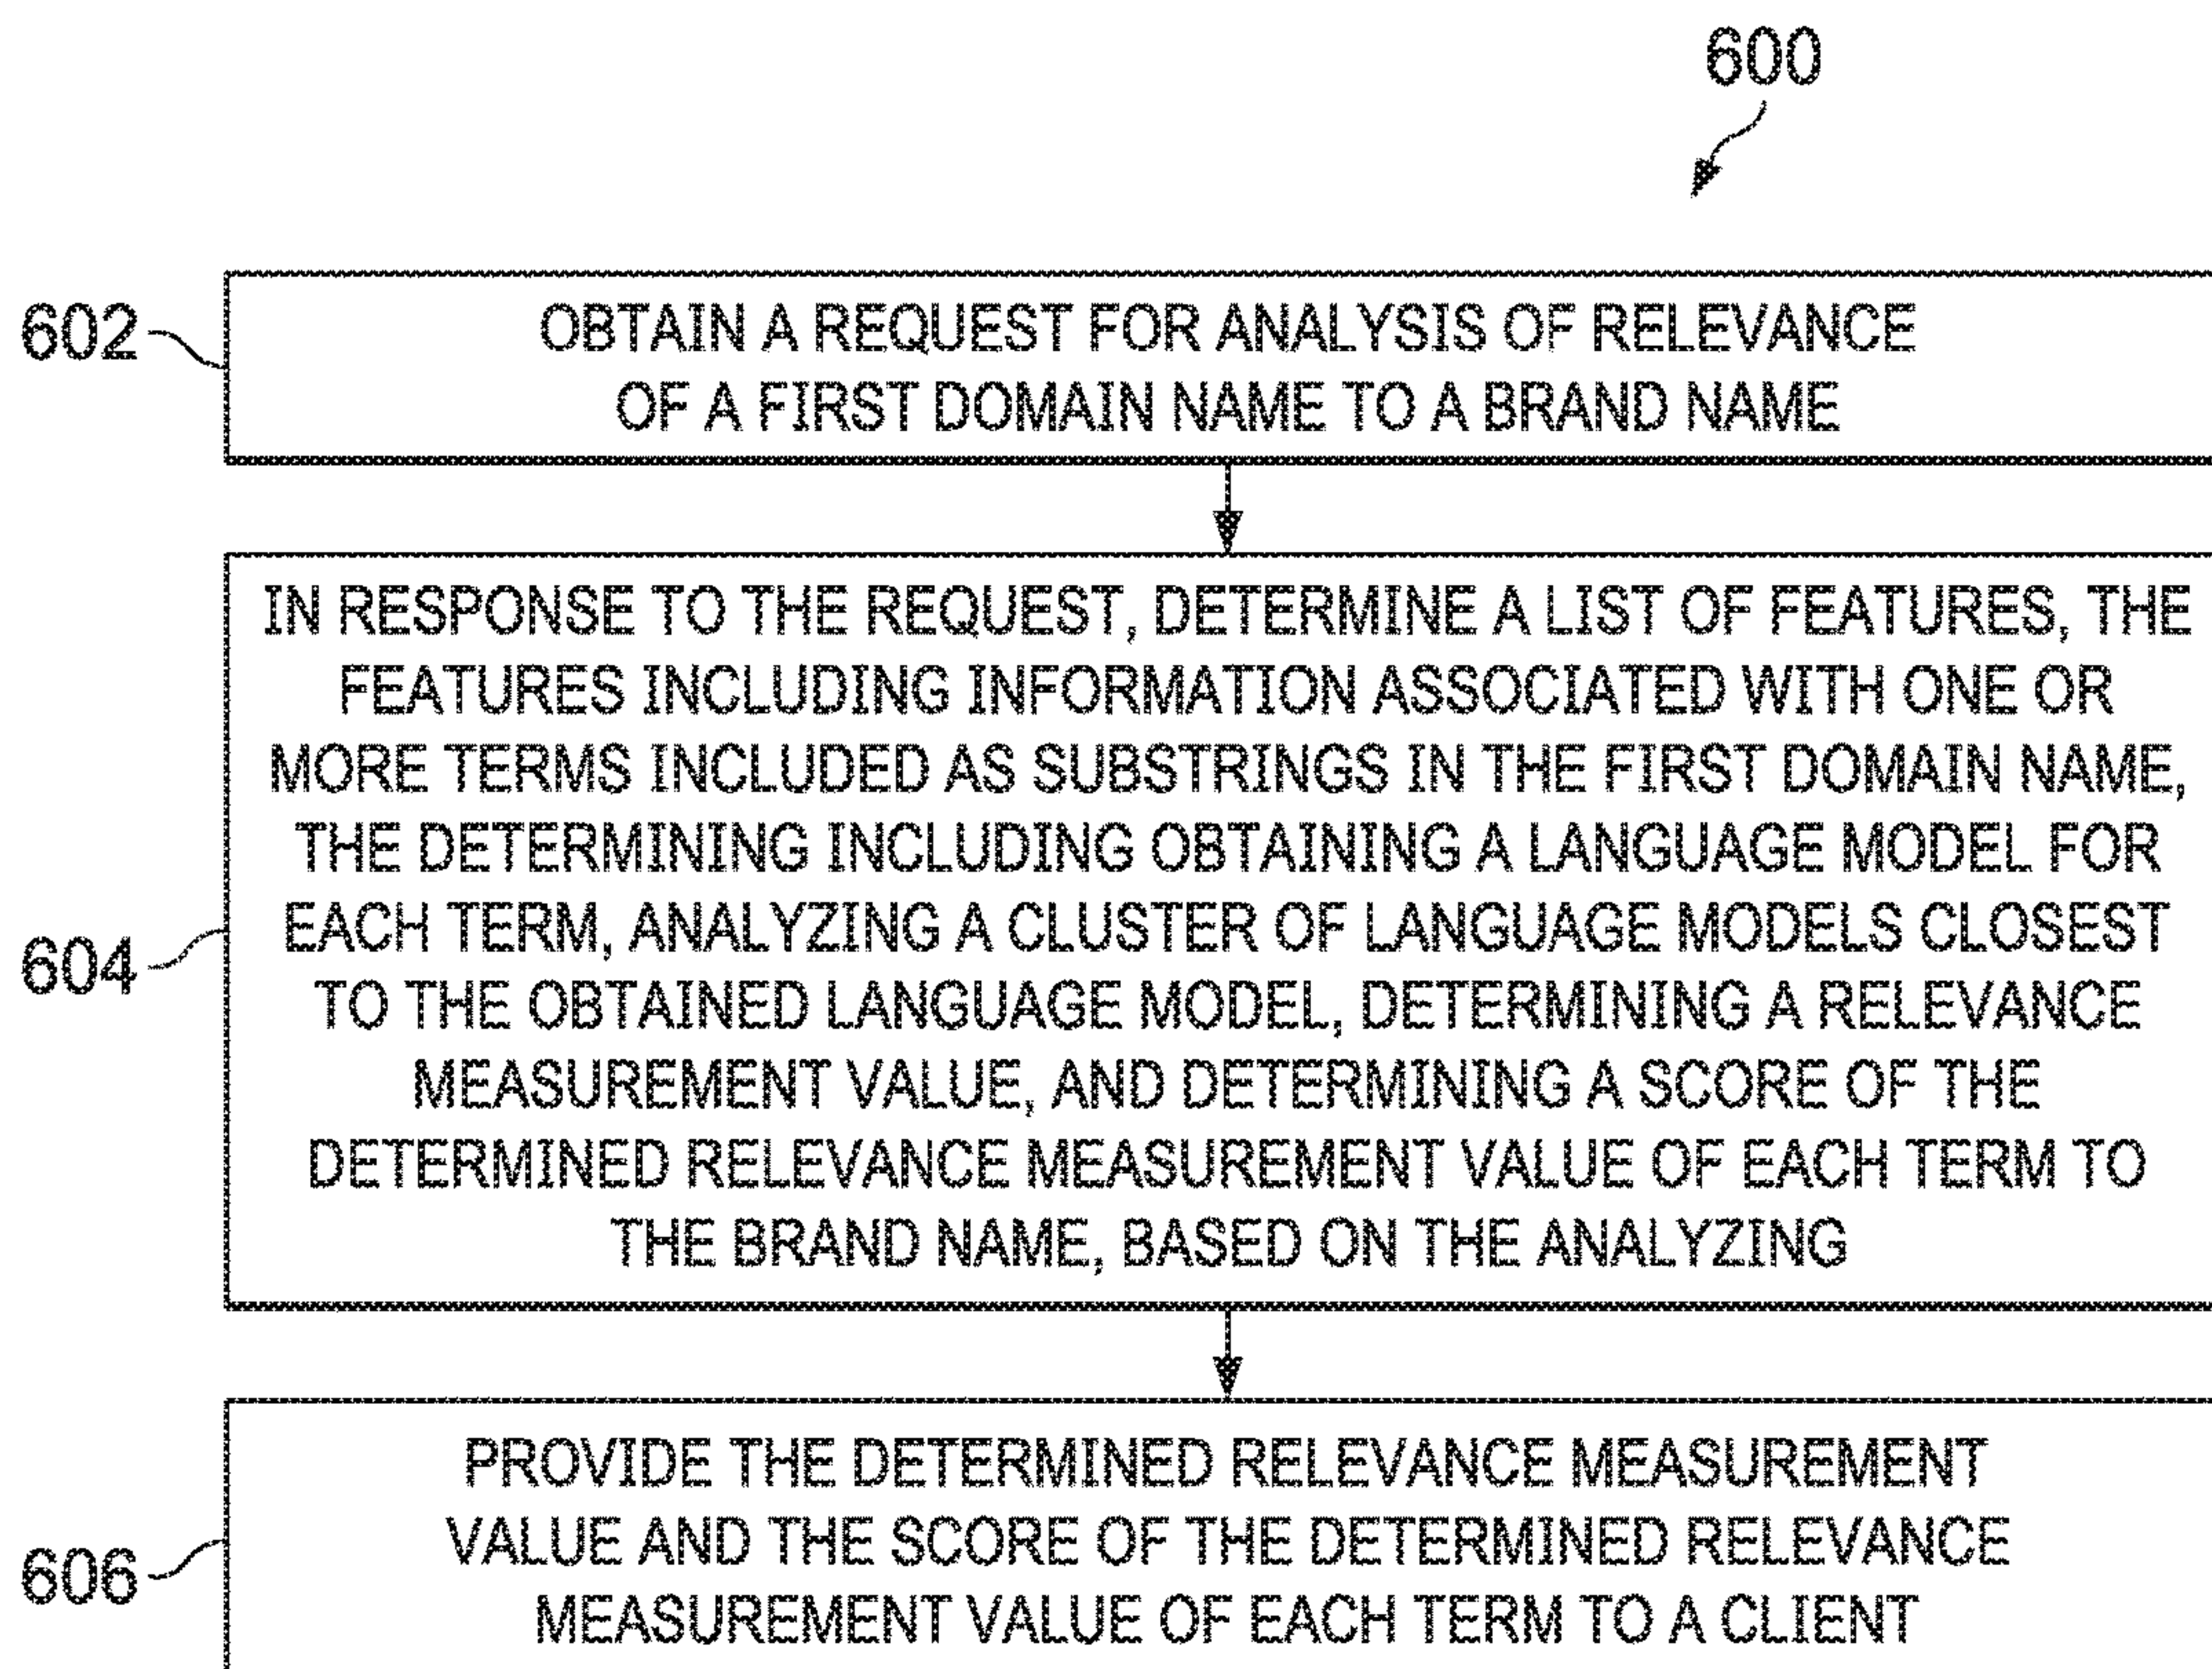 600
602
OBTAIN A REQUEST FOR ANALYSIS OF RELEVANCE
OF A FIRST DOMAIN NAME TO A BRAND NAME
604
IN RESPONSE TO THE REQUEST, DETERMINE A LIST OF FEATURES, THE
FEATURES INCLUDING INFORMATION ASSOCIATED WITH ONE OR
MORE TERMS INCLUDED AS SUBSTRINGS IN THE FIRST DOMAIN NAME,
THE DETERMINING INCLUDING OBTAINING A LANGUAGE MODEL FOR
EACH TERM, ANALYZING A CLUSTER OF LANGUAGE MODELS CLOSEST
TO THE OBTAINED LANGUAGE MODEL, DETERMINING A RELEVANCE
MEASUREMENT VALUE, AND DETERMINING A SCORE OF THE
DETERMINED RELEVANCE MEASUREMENT VALUE OF EACH TERM TO
THE BRAND NAME, BASED ON THE ANALYZING
606
PROVIDE THE DETERMINED RELEVANCE MEASUREMENT
VALUE AND THE SCORE OF THE DETERMINED RELEVANCE
MEASUREMENT VALUE OF EACH TERM TO A CLIENT